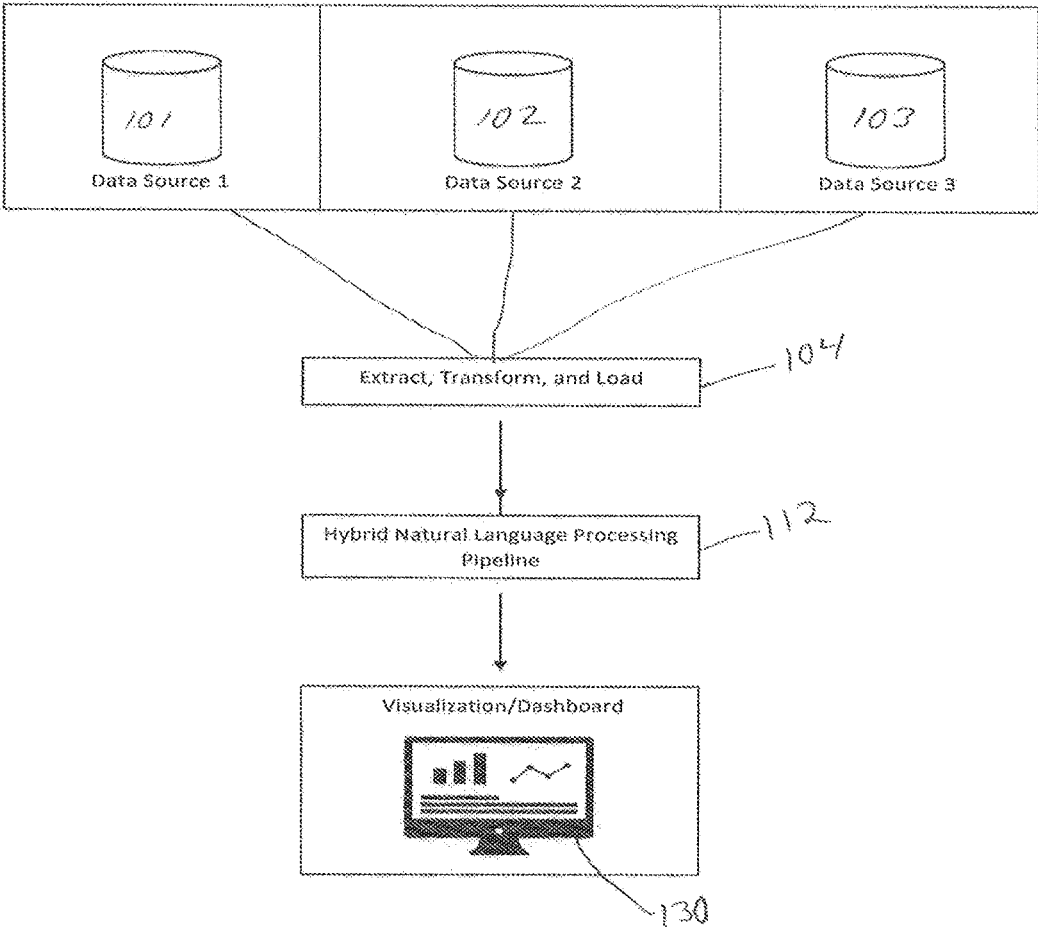 101
102
103
Data Source 1
Data Source 2
Data Source 3
Extract, Transform, and Load
104
Hybrid Natural Language Processing
Pipeline
112
Visualization/Dashboard
130